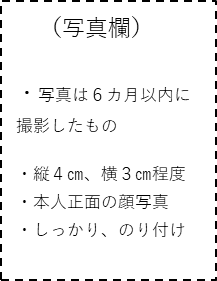 （写真欄）
・写真は６カ月以内に
撮影したもの
・縦４㎝、横３㎝程度
・本人正面の顔写真
・しっかり、のり付け